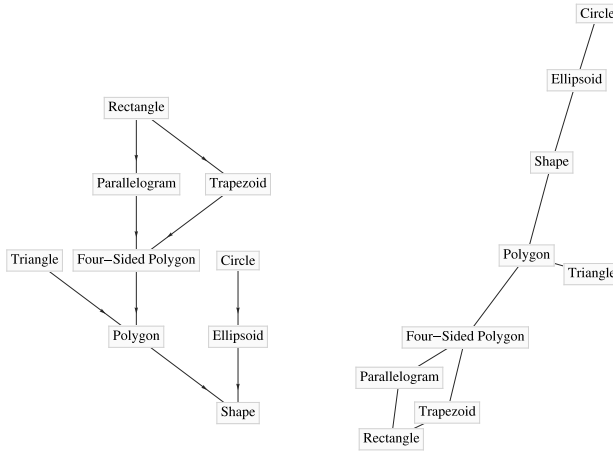 Rectangle
Parallelogram
Trapezoid
Triangle
Four−Sided Polygon
Circle
Polygon
Ellipsoid
Shape
Circle
Ellipsoid
Shape
Polygon
Triangle
Four−Sided Polygon
Parallelogram
Trapezoid
Rectangle